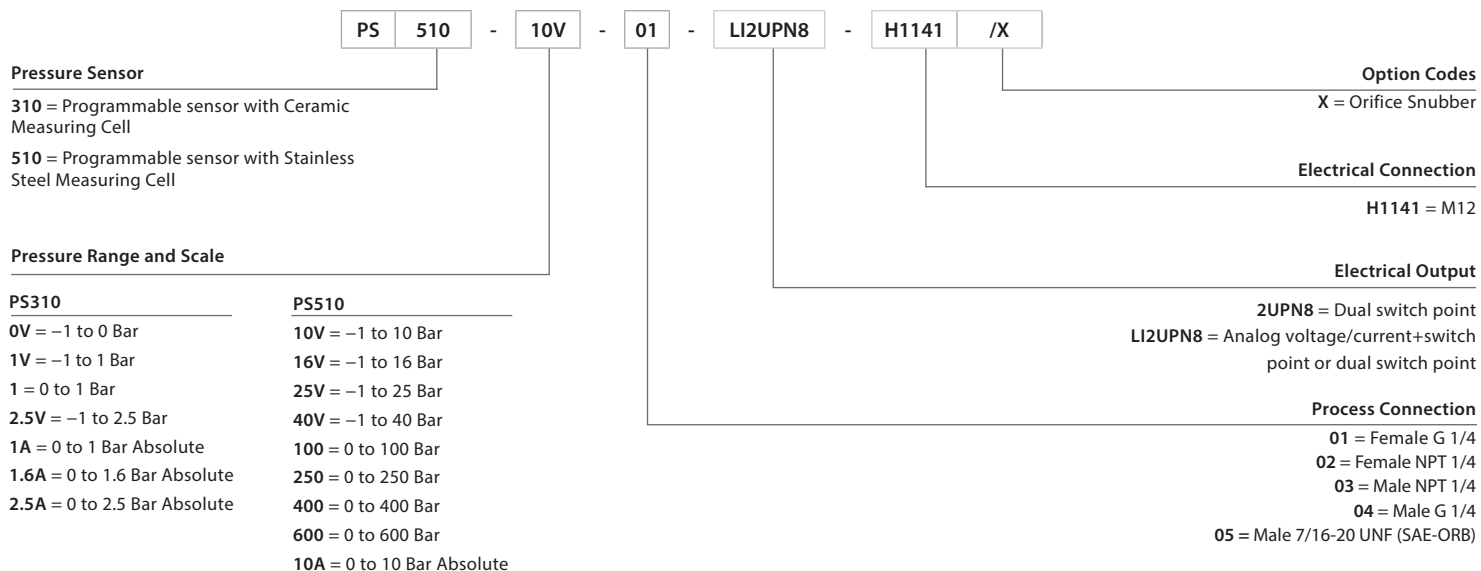 PS 510 - 10V - 01 - LI2UPN8 - H1141 /X
Pressure Sensor
310 = Programmable sensor with Ceramic
Measuring Cell
510 = Programmable sensor with Stainless
Steel Measuring Cell
Pressure Range and Scale
PS310
0V = −1 to 0 Bar
1V = −1 to 1 Bar
1 = 0 to 1 Bar
2.5V = −1 to 2.5 Bar
1A = 0 to 1 Bar Absolute
1.6A = 0 to 1.6 Bar Absolute
2.5A = 0 to 2.5 Bar Absolute
PS510
10V = −1 to 10 Bar
16V = −1 to 16 Bar
25V = −1 to 25 Bar
40V = −1 to 40 Bar
100 = 0 to 100 Bar
250 = 0 to 250 Bar
400 = 0 to 400 Bar
600 = 0 to 600 Bar
10A = 0 to 10 Bar Absolute
Option Codes
X = Orifice Snubber
Electrical Connection
H1141 = M12
Electrical Output
2UPN8 = Dual switch point
LI2UPN8 = Analog voltage/current+switch
point or dual switch point
Process Connection
01 = Female G 1/4
02 = Female NPT 1/4
03 = Male NPT 1/4
04 = Male G 1/4
05 = Male 7/16-20 UNF (SAE-ORB)